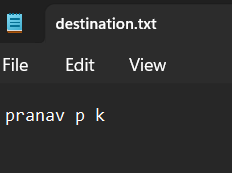 destination.txt
File Edit View
pranav p k